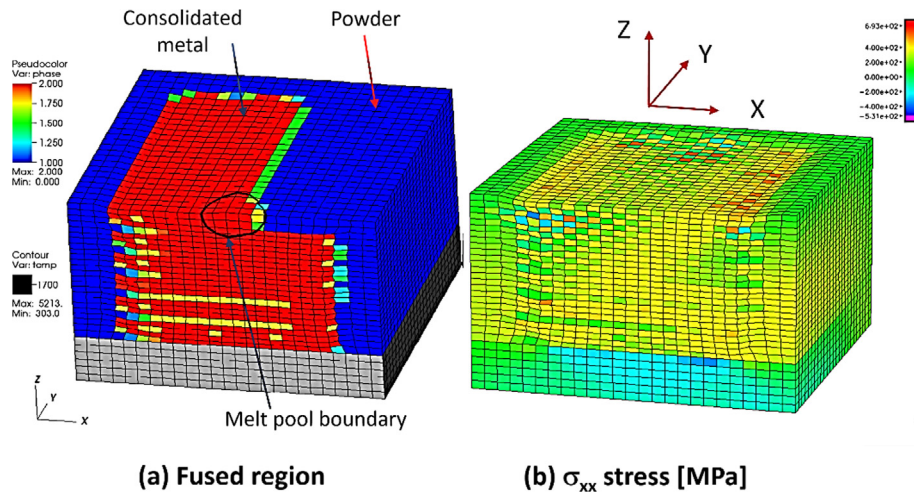 Consolidated
metal
Powder
Pseudocolor
Var: phase
2.000
1.750
1.500
1.250
1.000
Max: 2.000
Min: 0.000
Contour
Var: temp
1700
Max: 5213.
Min: 303.0
Z
Y
X
Melt pool boundary
Z
Y
X
6.93e+02
4.00e+02
2.00e+02
0.00e+00
-2.00e+02
-4.00e+02
-5.31e+02
(a) Fused region
(b) σxx stress [MPa]